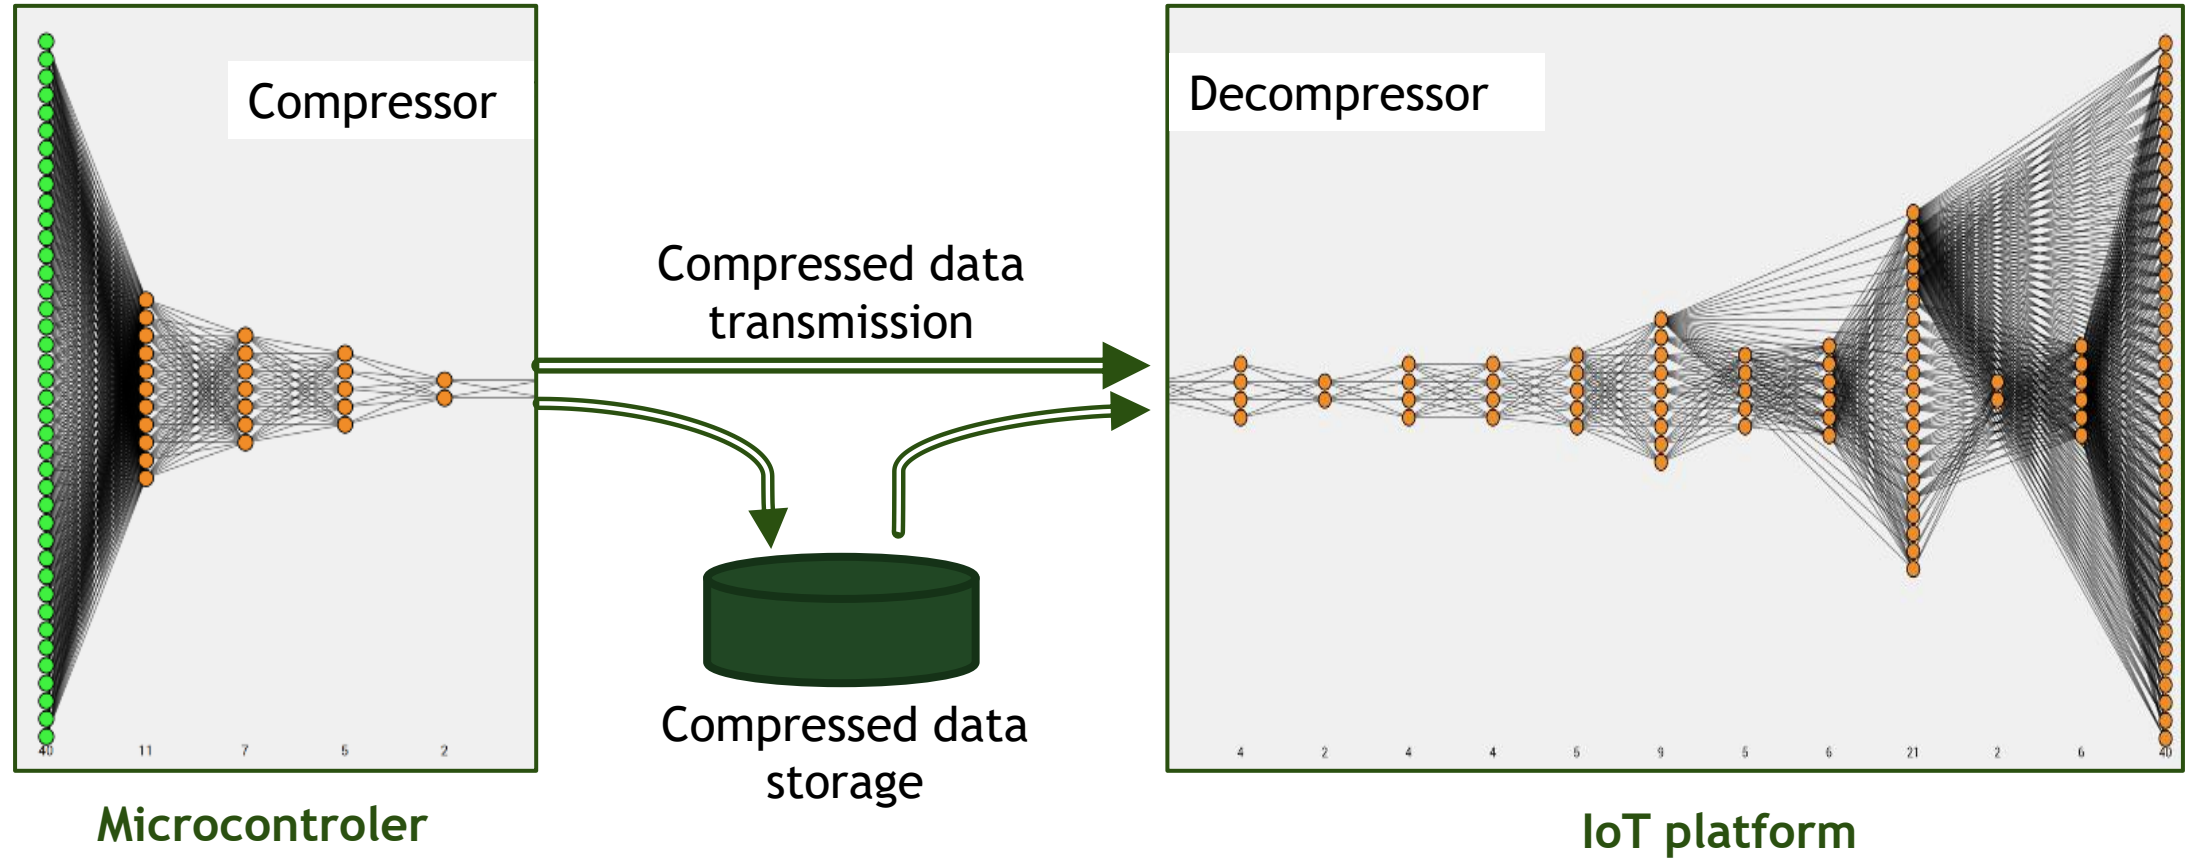 Compressor
Decompressor
Compressed data
transmission
Compressed data
storage
40 11 7 5 2
4 2 4 4 5 9 5 6 21 2 6 40
Microcontroler
IoT platform